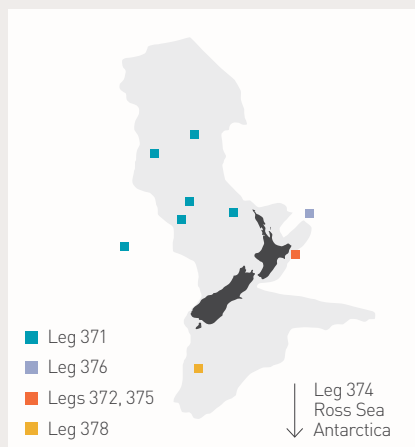 Leg 371
Leg 376
Legs 372, 375
Leg 378
Leg 374
Ross Sea
Antarctica